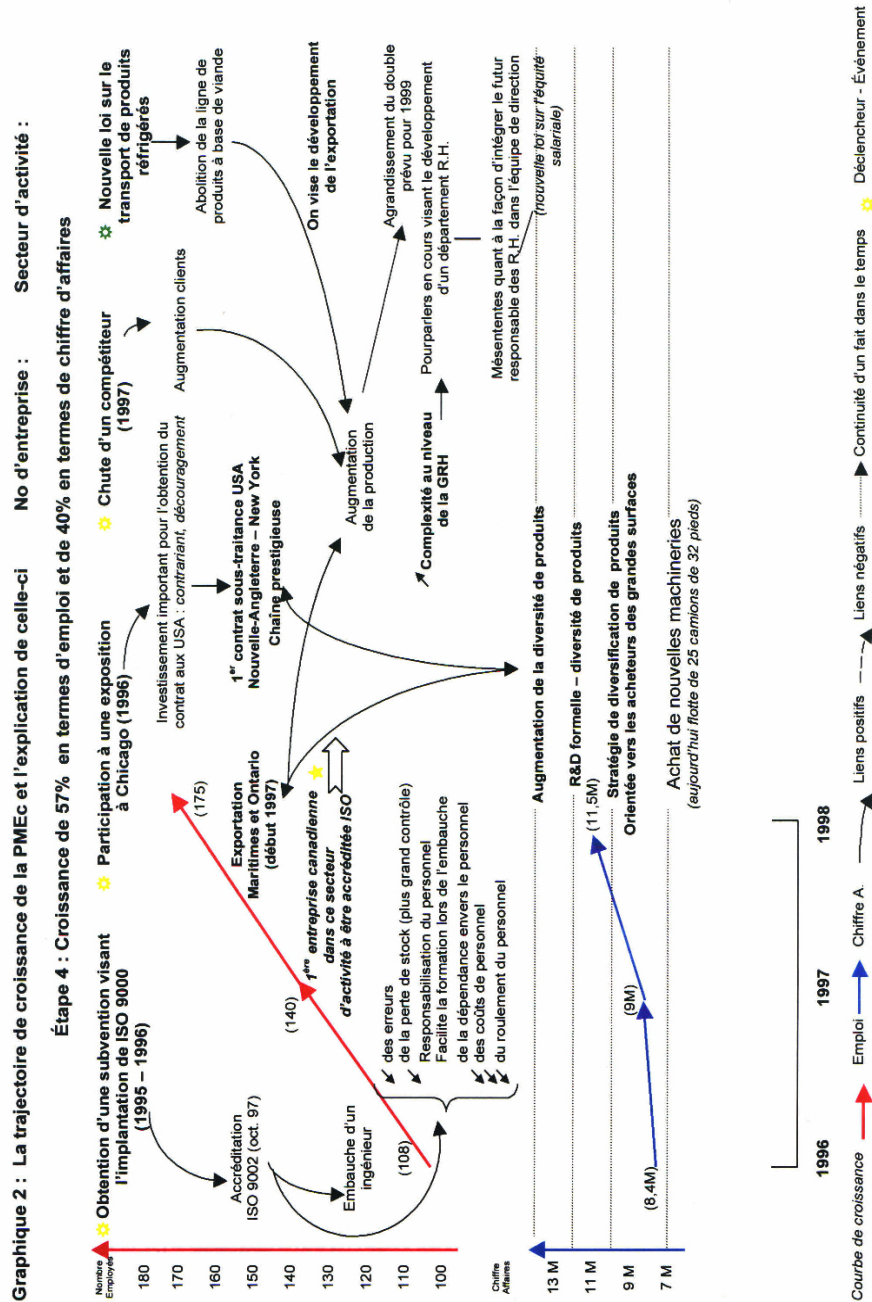 Graphique 2 : La trajectoire de croissance de la PMEc et l'explication de celle-ci No d'entreprise : Secteur d'activité :
Étape 4 : Croissance de 57% en termes d'emploi et de 40% en termes de chiffre d'affaires
Nombre
Employés
180
170
160
150
140
130
120
110
100
Chiffre
Affaires
13 M
11 M
9 M
7 M
Obtention d'une subvention visant
l'implantation de ISO 9000
(1995 – 1996)
Accréditation
ISO 9002 (oct. 97)
Embauche d'un
ingénieur
(108)
(140)
(175)
des erreurs
de la perte de stock (plus grand contrôle)
Responsabilisation du personnel
Facilite la formation lors de l'embauche
de la dépendance envers le personnel
des coûts de personnel
du roulement du personnel
1ère entreprise canadienne
dans ce secteur
d'activité à être accréditée ISO
Exportation
Maritimes et Ontario
(début 1997)
Participation à une exposition
à Chicago (1996)
Investissement important pour l'obtention du
contrat aux USA : contrariant, découragement
1er contrat sous-traitance USA
Nouvelle-Angleterre – New York
Chaîne prestigieuse
Chute d'un compétiteur
(1997)
Augmentation clients
Augmentation
de la production
Complexité au niveau
de la GRH
Nouvelle loi sur le
transport de produits
réfrigérés
Abolition de la ligne de
produits à base de viande
On vise le développement
de l'exportation
Agrandissement du double
prévu pour 1999
Pourparlers en cours visant le développement
d'un département R.H.
Mésententes quant à la façon d'intégrer le futur
responsable des R.H. dans l'équipe de direction
(nouvelle loi sur l'équité
salariale)
Augmentation de la diversité de produits
R&D formelle – diversité de produits
Stratégie de diversification de produits
Orientée vers les acheteurs des grandes surfaces
Achat de nouvelles machineries
(aujourd'hui flotte de 25 camions de 32 pieds)
(8,4M)
(9M)
(11,5M)
1996
1997
1998
Courbe de croissance Emploi Chiffre A. Liens positifs Liens négatifs Continuité d'un fait dans le temps Déclencheur - Événement